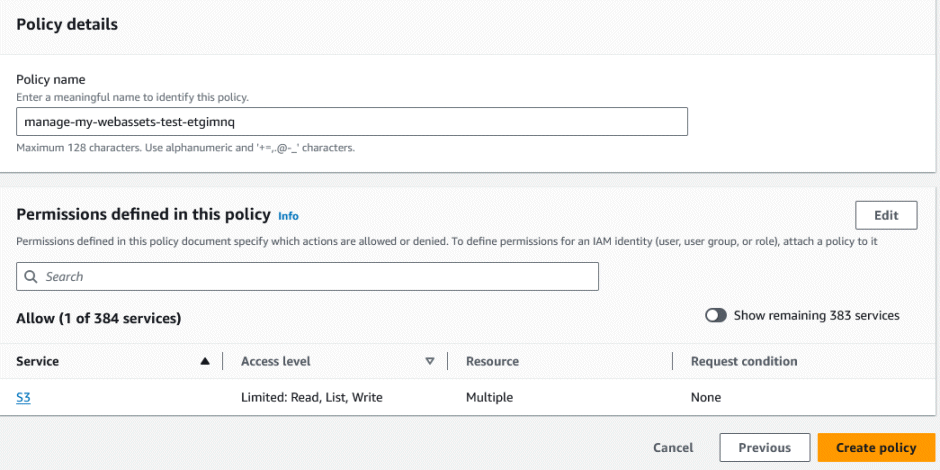 Policy details
Policy name
Enter a meaningful name to identify this policy.
manage-my-webassets-test-etgimnq
Maximum 128 characters. Use alphanumeric and '+=,.@-_' characters.
Permissions defined in this policy Info
Edit
Permissions defined in this policy document specify which actions are allowed or denied. To define permissions for an IAM identity (user, user group, or role), attach a policy to it
Search
Allow (1 of 384 services)
Show remaining 383 services
Service Access level Resource Request condition
S3 Limited: Read, List, Write Multiple None
Cancel Previous Create policy